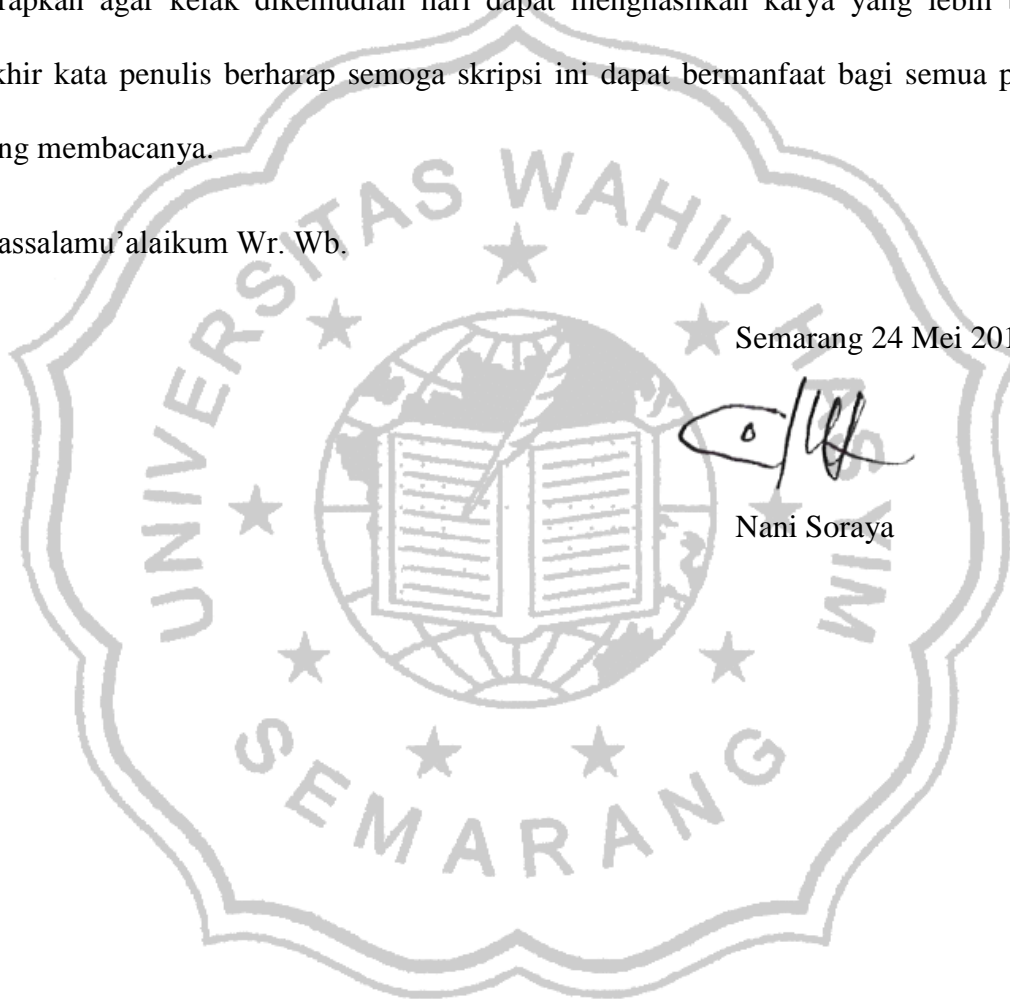 rapkan agar kelak dikemudian hari dapat menghasilkan karya yang lebih
khir kata penulis berharap semoga skripsi ini dapat bermanfaat bagi semua p
ng membacanya.
assalamu’alaikum Wr. Wb.
Semarang 24 Mei 201
Nani Soraya
UNIVERSITAS WAHID HASYIM
SEMARANG